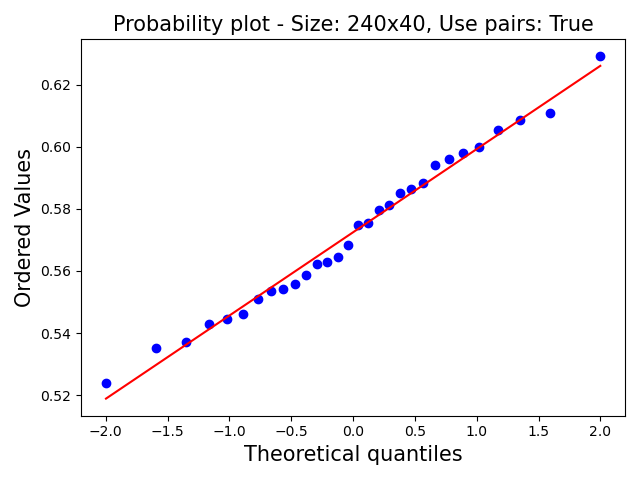 Probability plot - Size: 240x40, Use pairs: True
0.62
0.60
0.58
0.56
0.54
0.52
Ordered Values
−2.0 −1.5 −1.0 −0.5 0.0 0.5 1.0 1.5 2.0
Theoretical quantiles